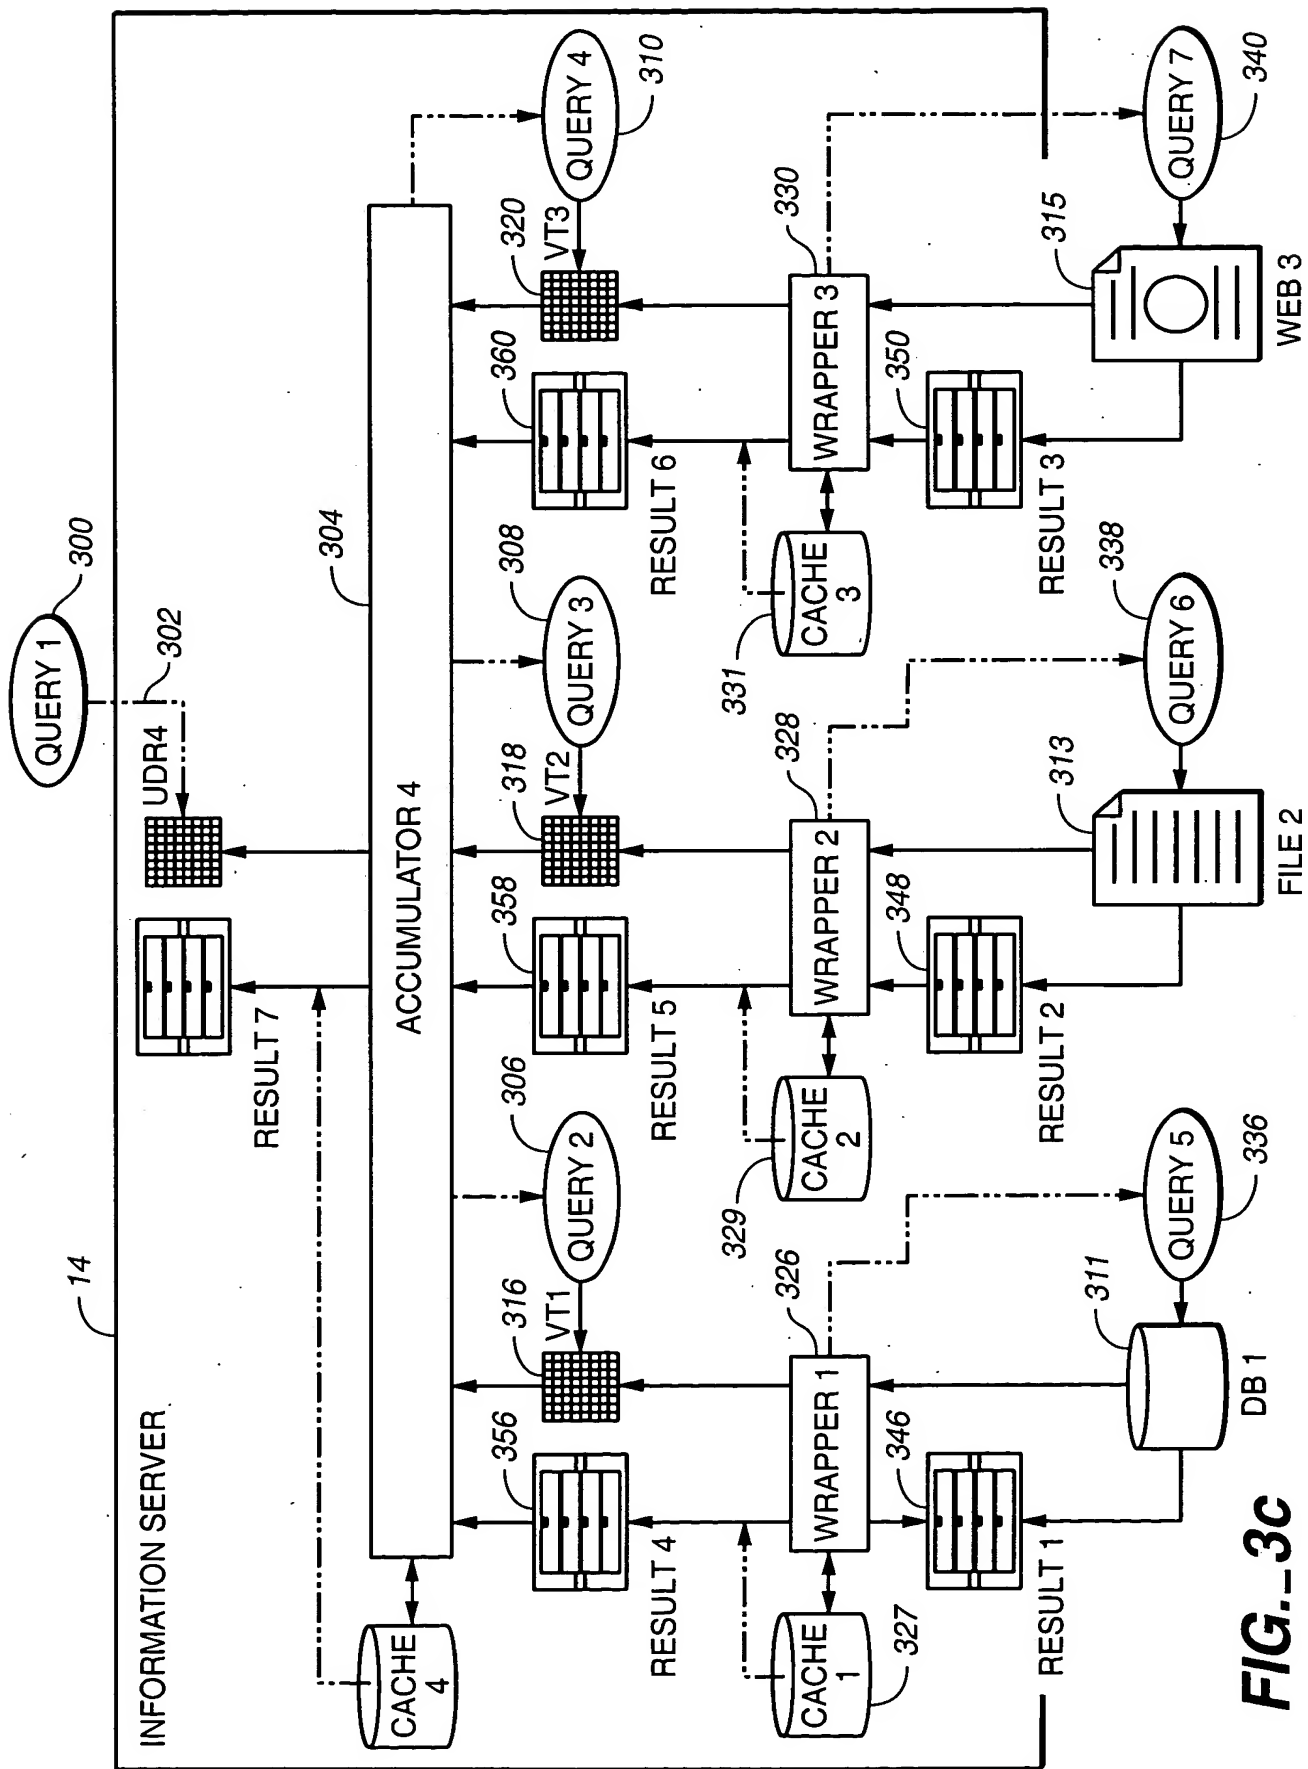 INFORMATION SERVER
14
QUERY 1
300
302
UDR4
RESULT 7
304
ACCUMULATOR 4
CACHE
4
356
RESULT 4
316
VT1
QUERY 2
306
358
RESULT 5
318
VT2
QUERY 3
308
360
RESULT 6
320
VT3
QUERY 4
310
CACHE
1
327
WRAPPER 1
326
CACHE
2
329
WRAPPER 2
328
CACHE
3
331
WRAPPER 3
330
346
RESULT 1
348
RESULT 2
350
RESULT 3
311
DB 1
QUERY 5
336
313
FILE 2
QUERY 6
338
315
WEB 3
QUERY 7
340
FIG._3c